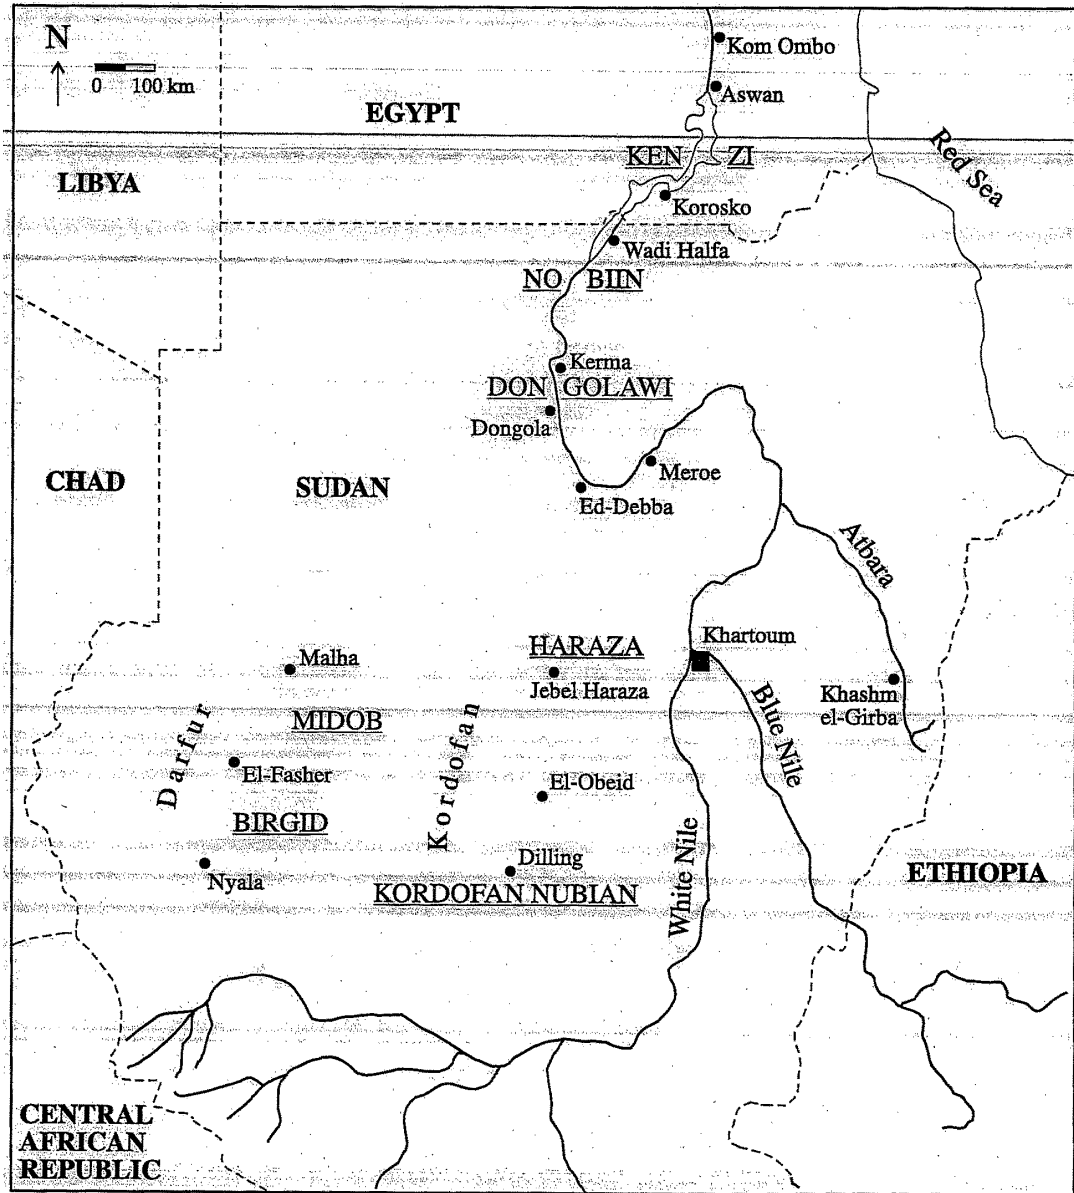 N
0 100 km
Kom Ombo
Aswan
EGYPT
Red Sea
KEN ZI
LIBYA
Korosko
Wadi Halfa
NO BIIN
Kerma
DON GOLAWI
Dongola
Meroe
CHAD
SUDAN
Ed-Debba
Atbara
HARAZA
Khartoum
Malha
Jebel Haraza
Khashm
el-Girba
MIDOB
Darfur
Kordofan
Blue Nile
El-Fasher
El-Obeid
BIRGID
Dilling
Nyala
KORDOFAN NUBIAN
White Nile
ETHIOPIA
CENTRAL
AFRICAN
REPUBLIC